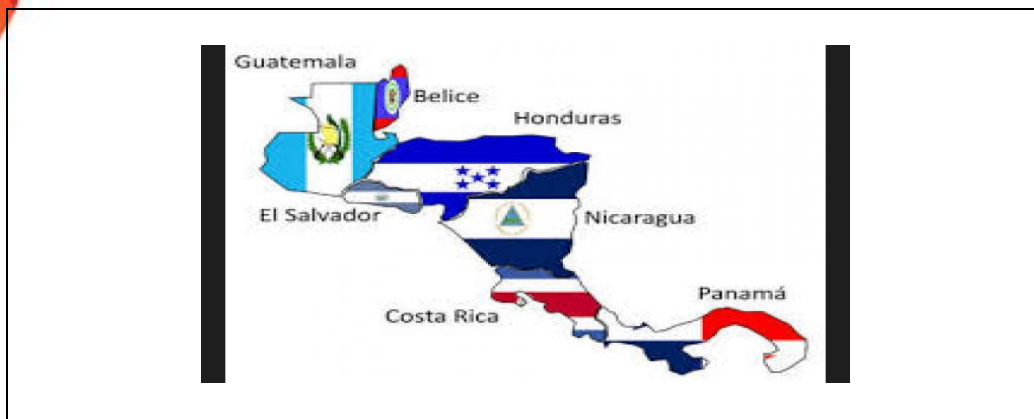 Guatemala
Belice
Honduras
El Salvador
Nicaragua
Costa Rica
Panamá